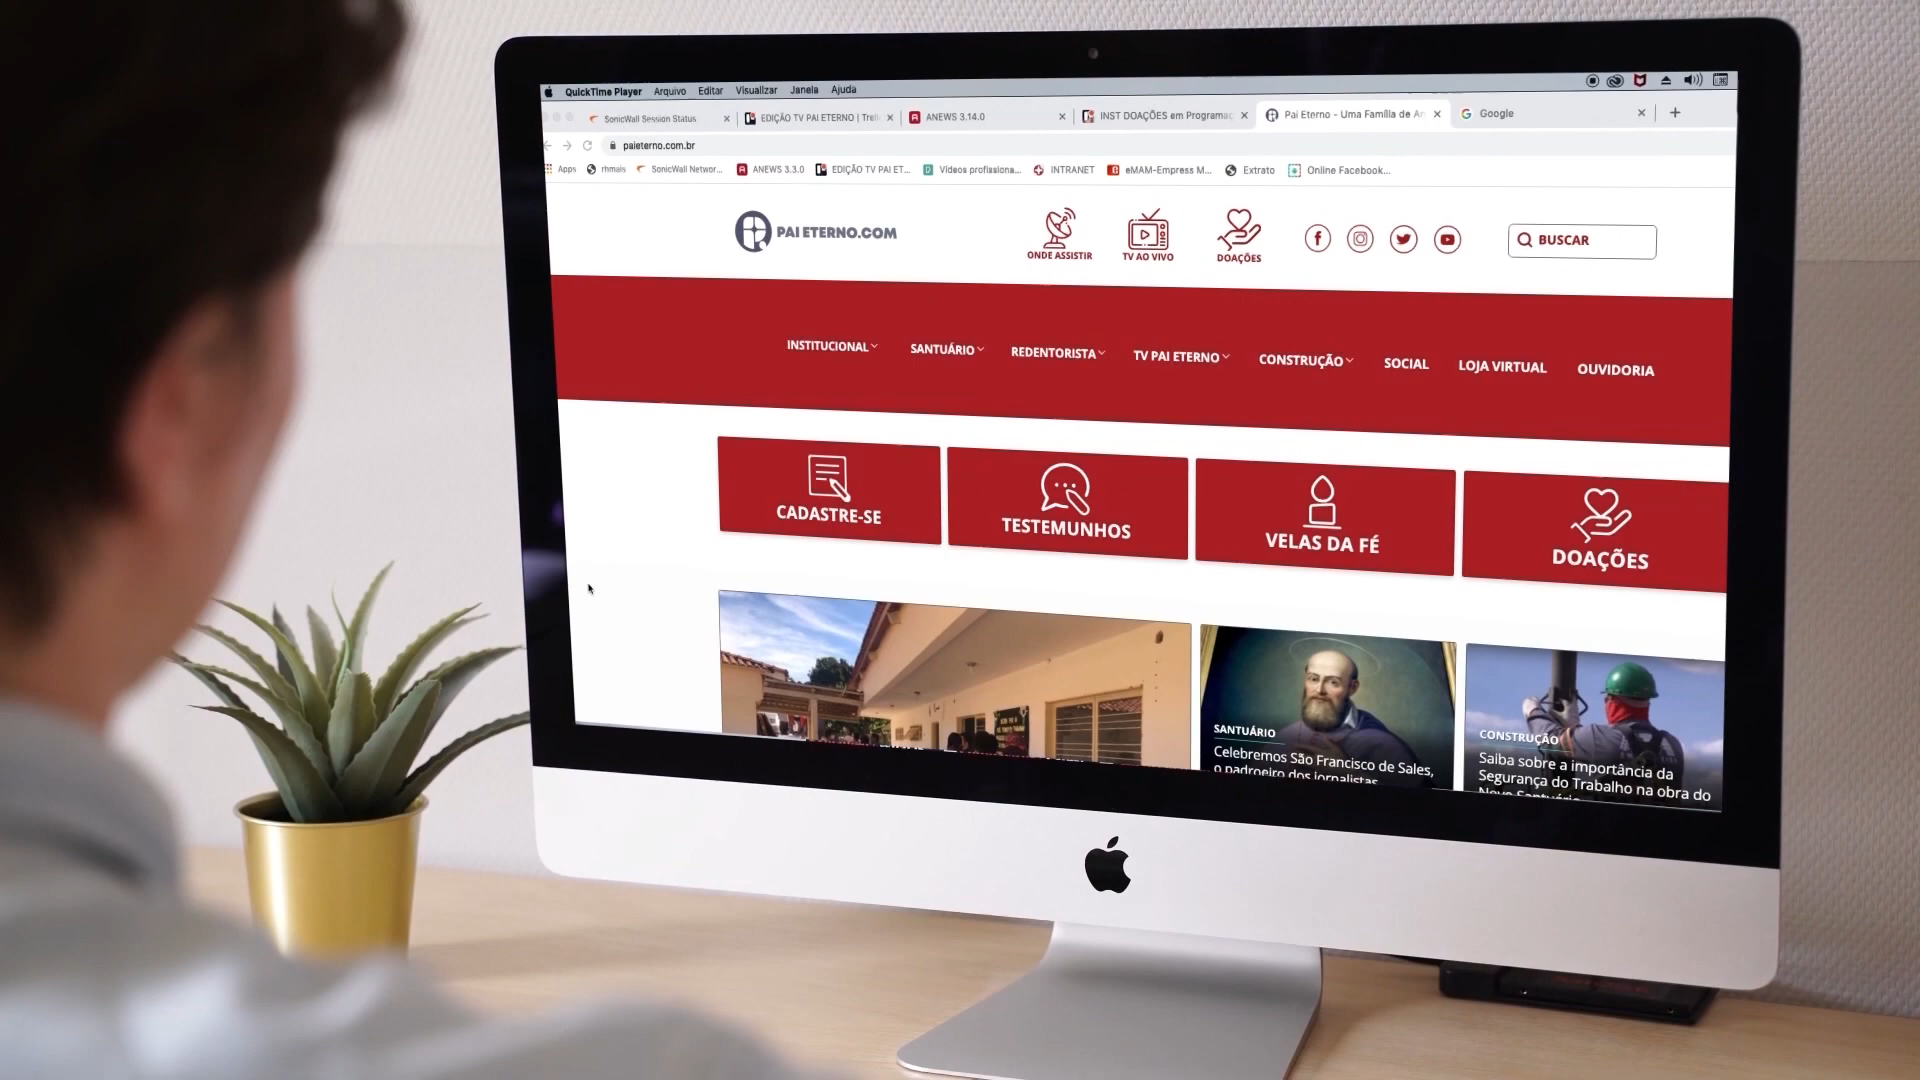 QuickTime Player Arquivo Editar Visualizar Janela Ajuda
SonicWall Session Status
EDIÇÃO TV PAI ETERNO | Trell
ANEWS 3.14.0
INST DOAÇÕES em Programaç
Pai Eterno - Uma Família de Am
Google
paieterno.com.br
Apps rhmais SonicWall Networ... ANEWS 3.3.0 EDIÇÃO TV PAI ET... Vídeos profissiona... INTRANET eMAM-Empress M... Extrato Online Facebook...
PAI ETERNO.COM
ONDE ASSISTIR
TV AO VIVO
DOAÇÕES
BUSCAR
INSTITUCIONAL SANTUÁRIO REDENTORISTA TV PAI ETERNO CONSTRUÇÃO SOCIAL LOJA VIRTUAL OUVIDORIA
CADASTRE-SE
TESTEMUNHOS
VELAS DA FÉ
DOAÇÕES
SANTUÁRIO
Celebremos São Francisco de Sales,
o padroeiro dos jornalistas
CONSTRUÇÃO
Saiba sobre a importância da
Segurança do Trabalho na obra do
Novo Santuário